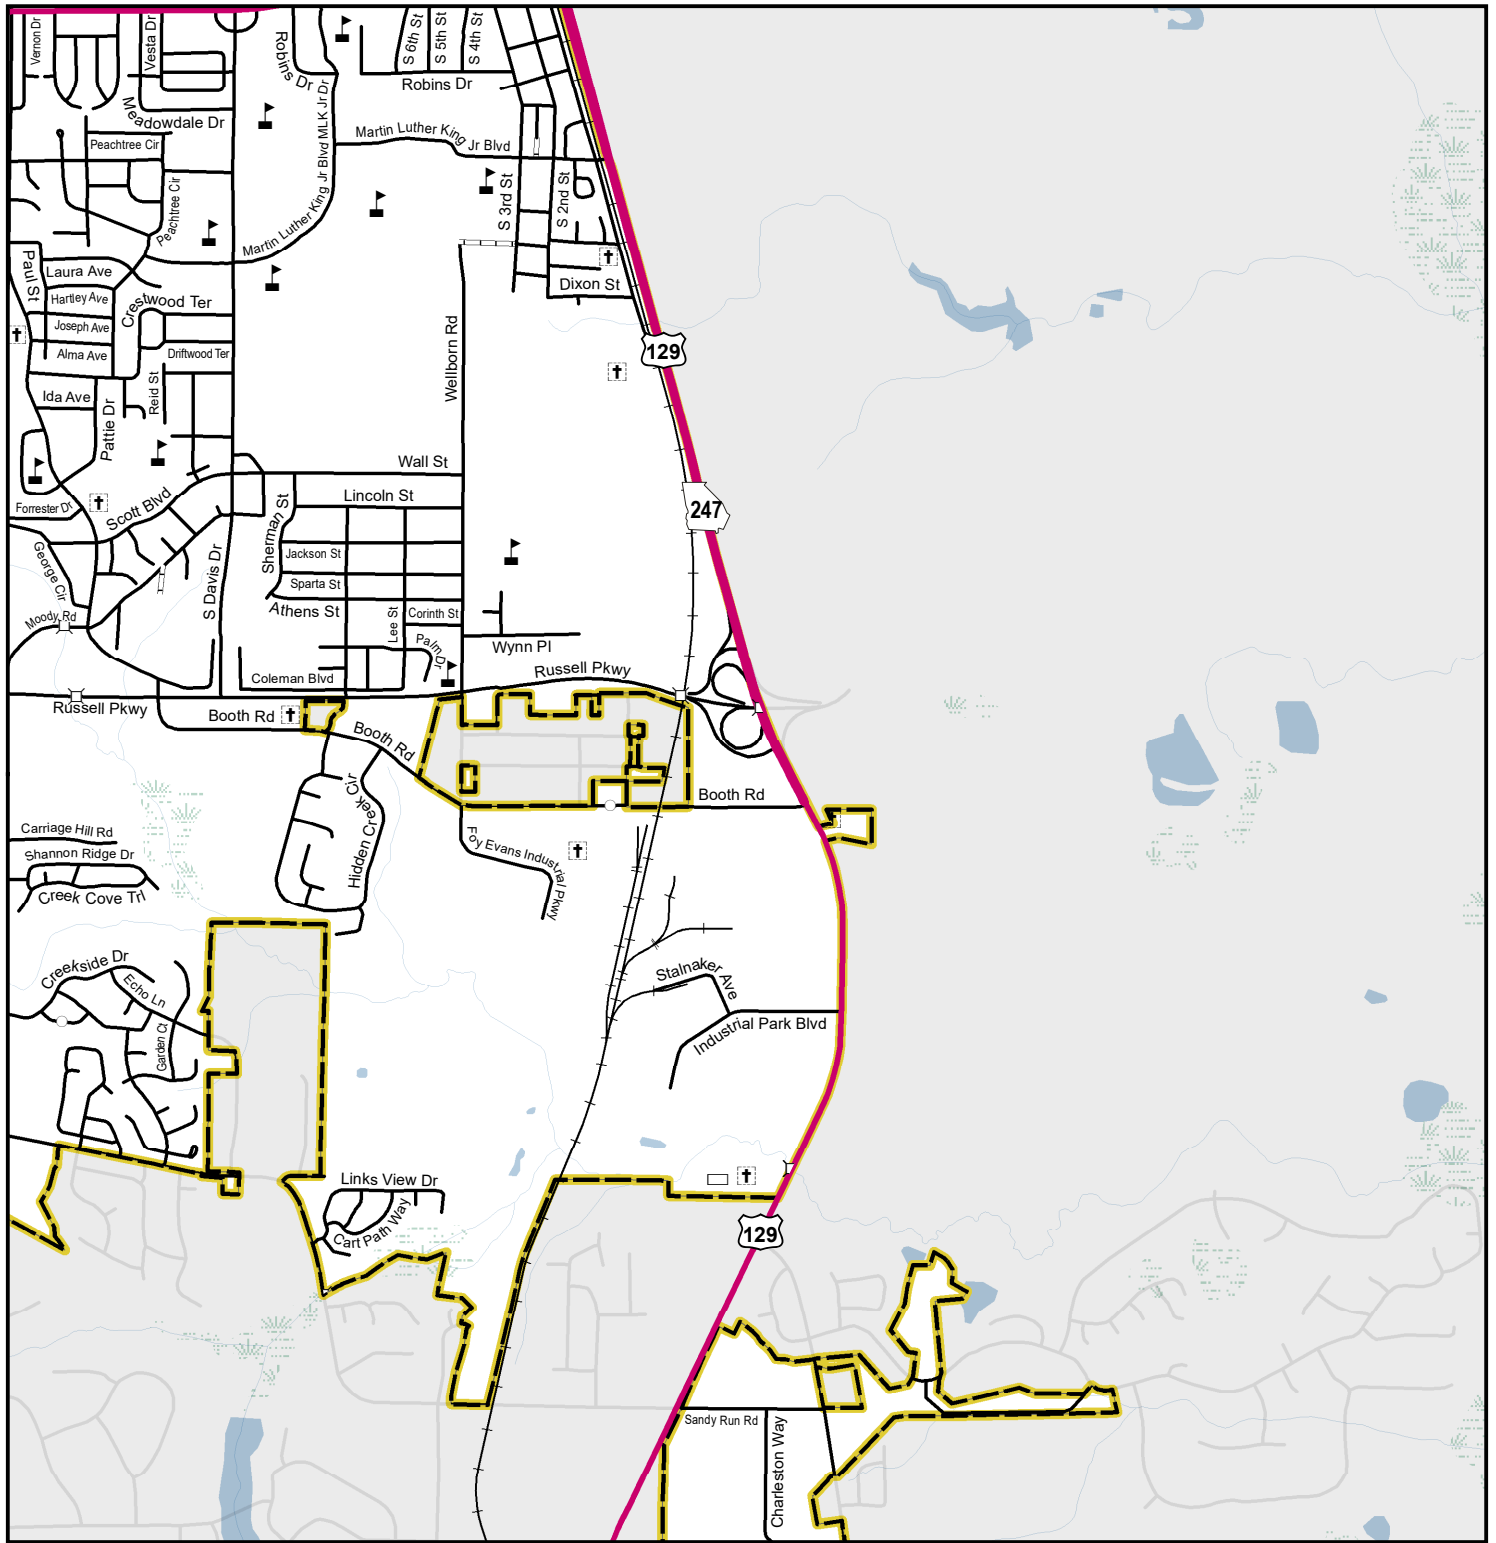 Vernon Dr
Vesta Dr
Robins Dr
S 6th St
S 5th St
S 4th St
Robins Dr
Meadowdale Dr
Martin Luther King Jr Blvd MLK Jr Dr
Martin Luther King Jr Blvd
Peachtree Cir
Peachtree Cir
S 3rd St
S 2nd St
Paul St
Laura Ave
Dixon St
Hartley Ave
Crestwood Ter
Joseph Ave
Alma Ave
Driftwood Ter
Wellborn Rd
129
Ida Ave
Reid St
Pattie Dr
Wall St
Lincoln St
Forrester Dr
Scott Blvd
Sherman St
247
George Cir
Jackson St
S Davis Dr
Sparta St
Athens St
Lee St
Corinth St
Moody Rd
Palm Dr
Wynn Pl
Coleman Blvd
Russell Pkwy
Russell Pkwy
Booth Rd
Booth Rd
Booth Rd
Hidden Creek Cir
Carriage Hill Rd
Shannon Ridge Dr
Creek Cove Trl
Foy Evans Industrial Pkwy
Creekside Dr
Echo Ln
Stalnaker Ave
Garden Ct
Industrial Park Blvd
Links View Dr
Cart Path Way
129
Sandy Run Rd
Charleston Way